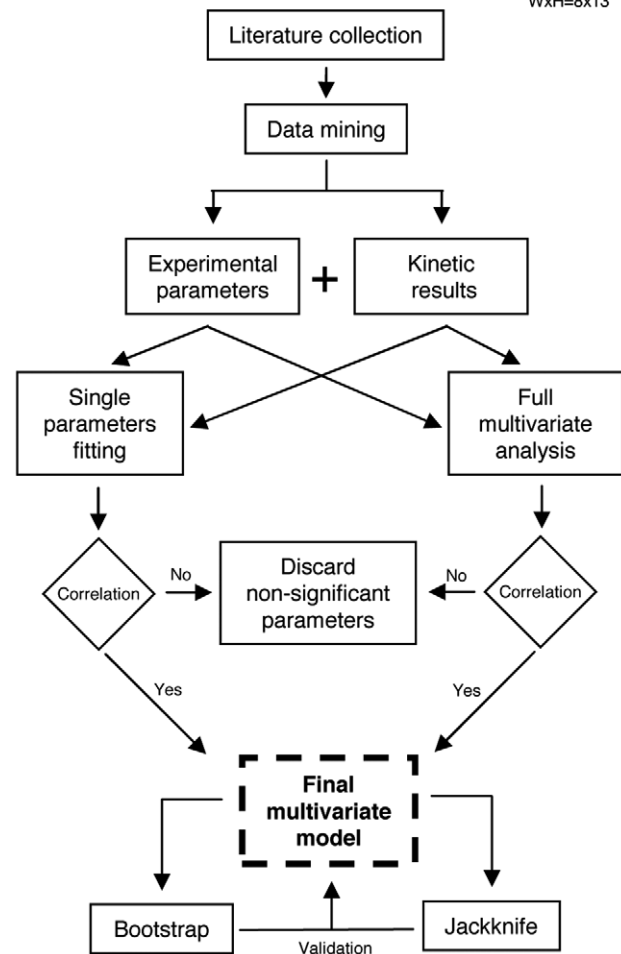 WxH=8x13
Literature collection
Data mining
Experimental
parameters
+
Kinetic
results
Single
parameters
fitting
Full
multivariate
analysis
Correlation
No
Discard
non-significant
parameters
No
Correlation
Yes
Yes
Final
multivariate
model
Bootstrap
Validation
Jackknife